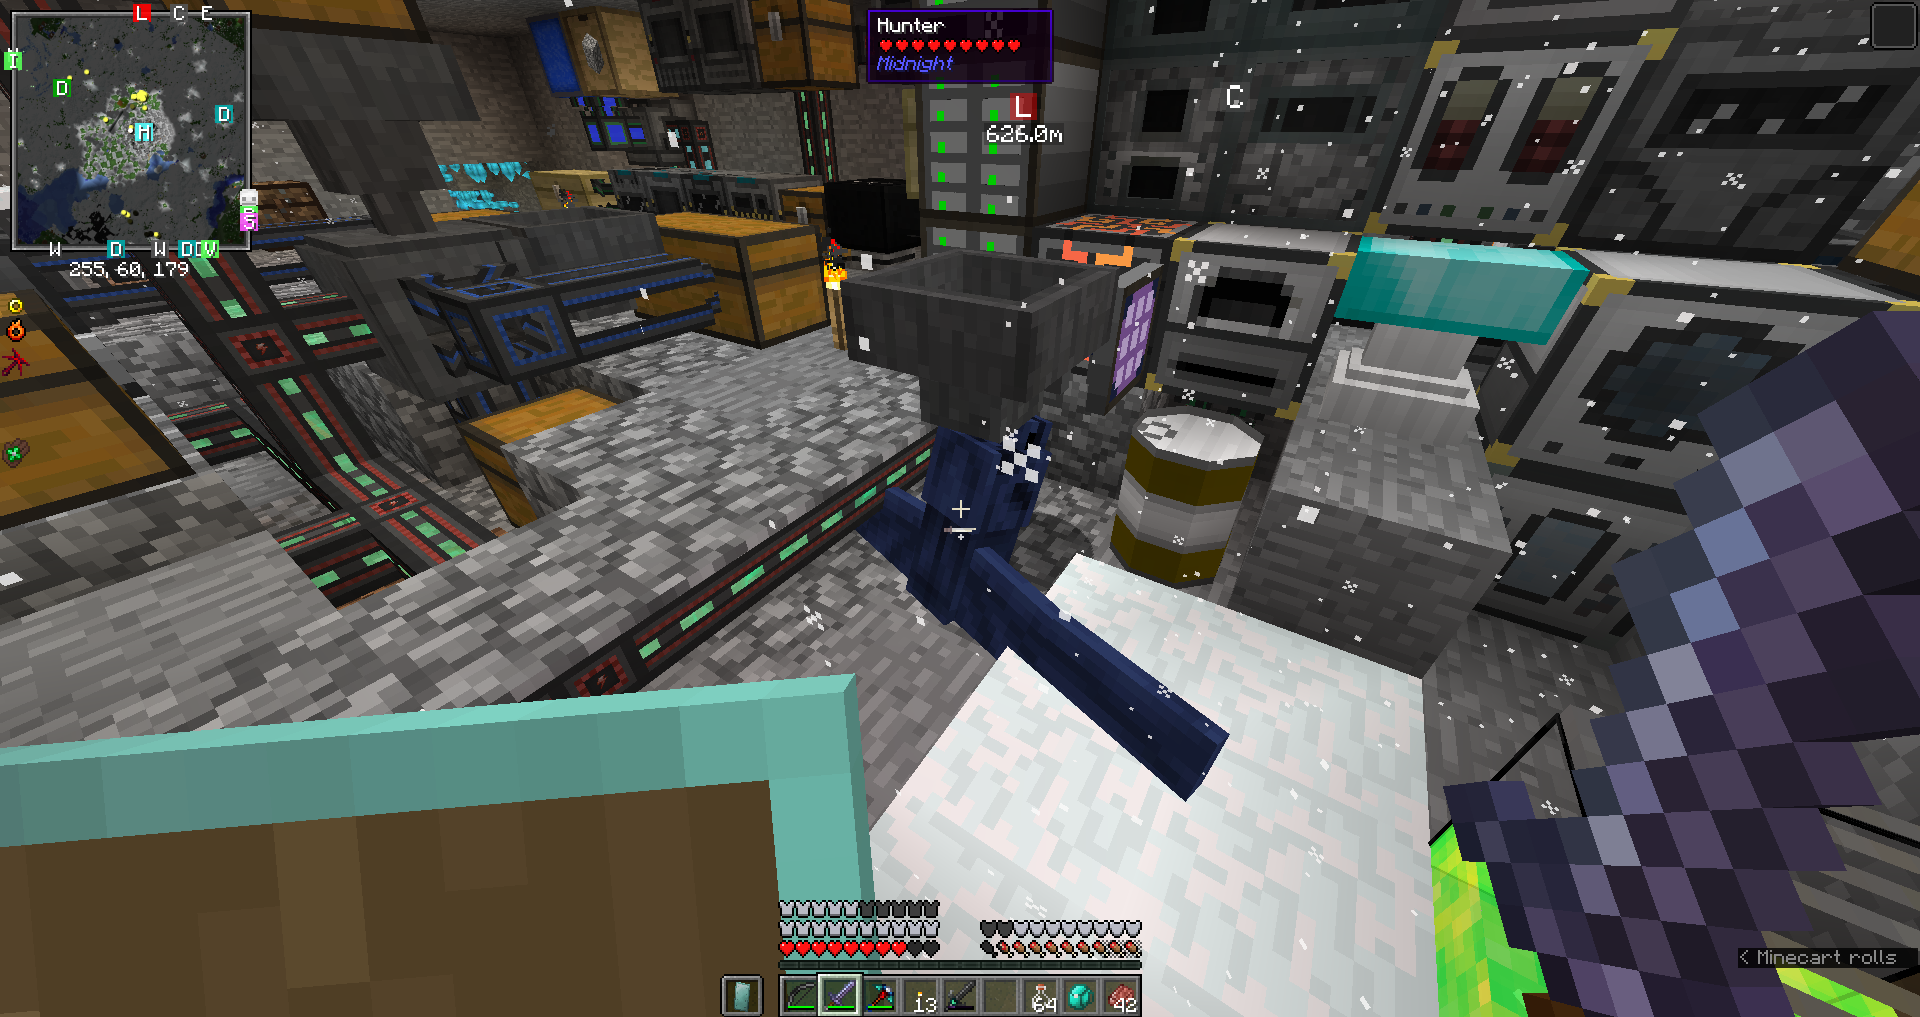 L C E
Hunter
Midnight
I
D
C
L
D
H
626.0m
S
W D W D D W
255, 60, 179
< Minecart rolls
13
64
42